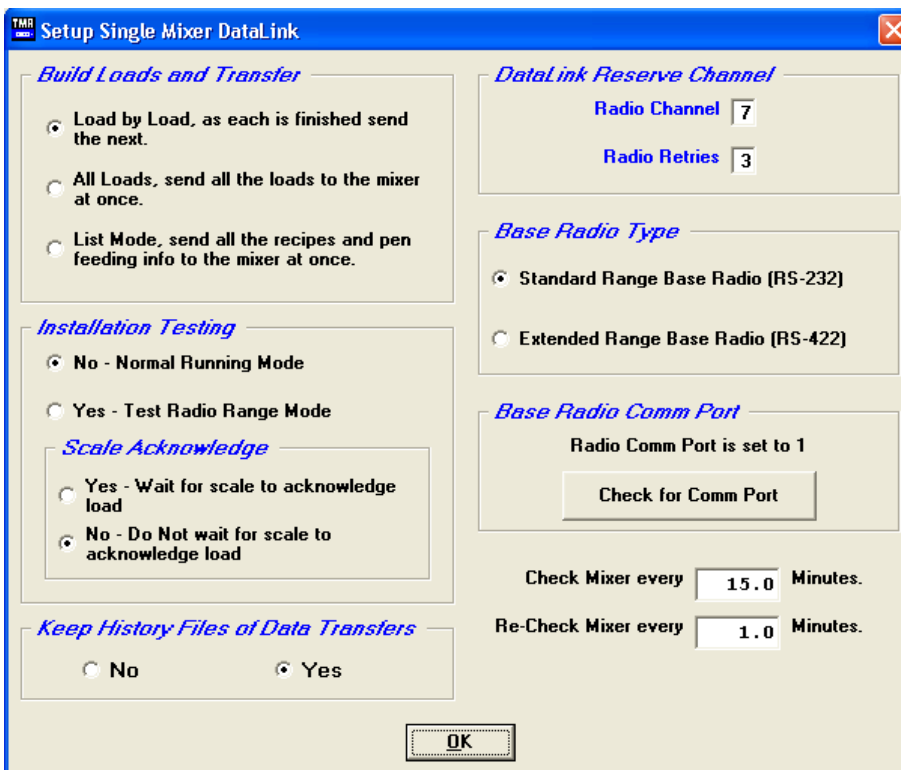 TMR
Setup Single Mixer DataLink
Build Loads and Transfer
Load by Load, as each is finished send
the next.
All Loads, send all the loads to the mixer
at once.
List Mode, send all the recipes and pen
feeding info to the mixer at once.
Installation Testing
No - Normal Running Mode
Yes - Test Radio Range Mode
Scale Acknowledge
Yes - Wait for scale to acknowledge
load
No - Do Not wait for scale to
acknowledge load
Keep History Files of Data Transfers
No
Yes
DataLink Reserve Channel
Radio Channel 7
Radio Retries 3
Base Radio Type
Standard Range Base Radio (RS-232)
Extended Range Base Radio (RS-422)
Base Radio Comm Port
Radio Comm Port is set to 1
Check for Comm Port
Check Mixer every 15.0 Minutes.
Re-Check Mixer every 1.0 Minutes.
OK